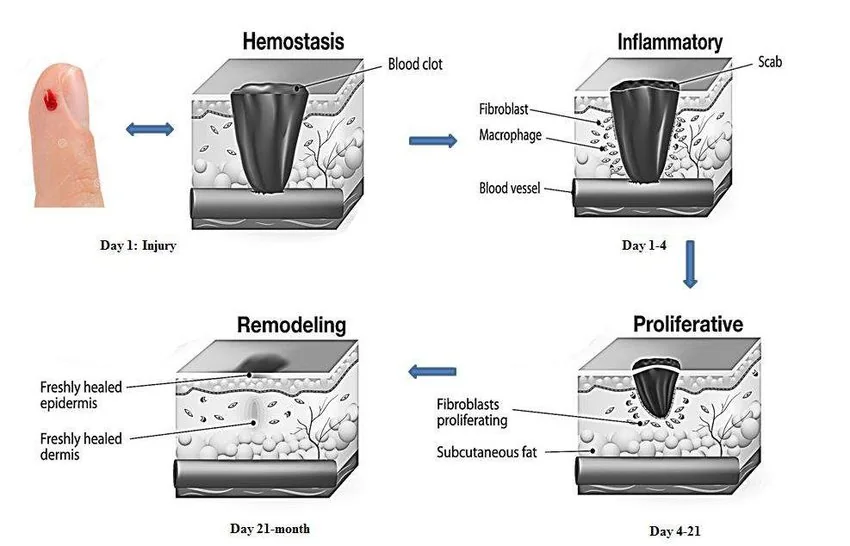 Hemostasis
Blood clot
Day 1: Injury
Inflammatory
Scab
Fibroblast
Macrophage
Blood vessel
Day 1-4
Remodeling
Freshly healed
epidermis
Freshly healed
dermis
Day 21-month
Proliferative
Fibroblasts
proliferating
Subcutaneous fat
Day 4-21